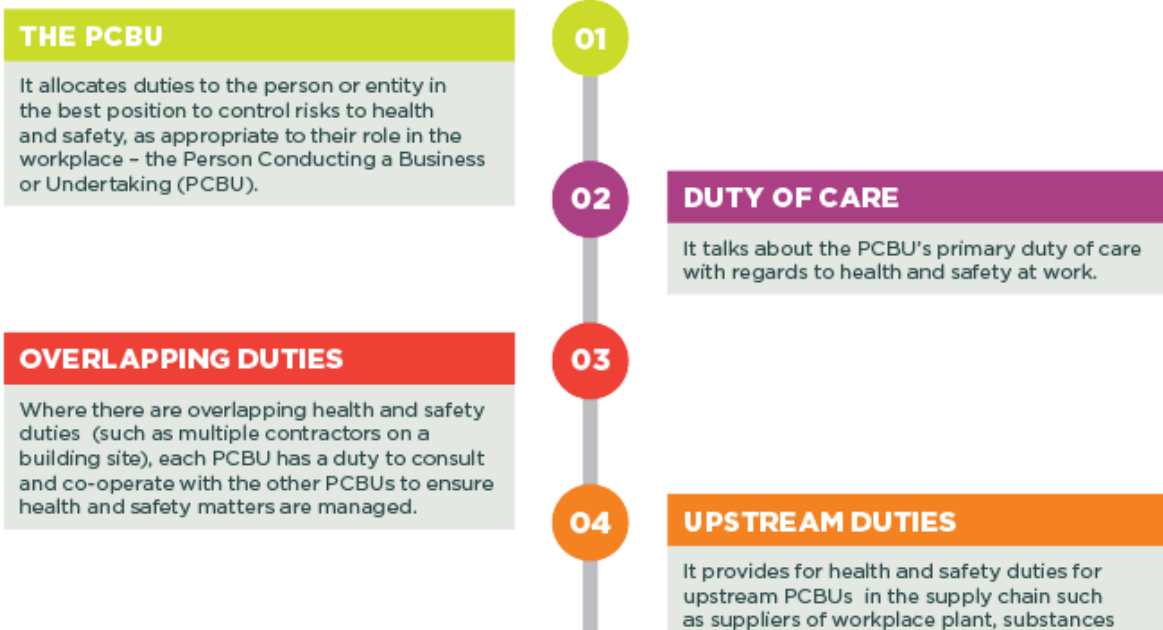 THE PCBU
01
It allocates duties to the person or entity in
the best position to control risks to health
and safety, as appropriate to their role in the
workplace – the Person Conducting a Business
or Undertaking (PCBU).
02
DUTY OF CARE
It talks about the PCBU's primary duty of care
with regards to health and safety at work.
OVERLAPPING DUTIES
03
Where there are overlapping health and safety
duties (such as multiple contractors on a
building site), each PCBU has a duty to consult
and co-operate with the other PCBUs to ensure
health and safety matters are managed.
04
UPSTREAM DUTIES
It provides for health and safety duties for
upstream PCBUs in the supply chain such
as suppliers of workplace plant, substances